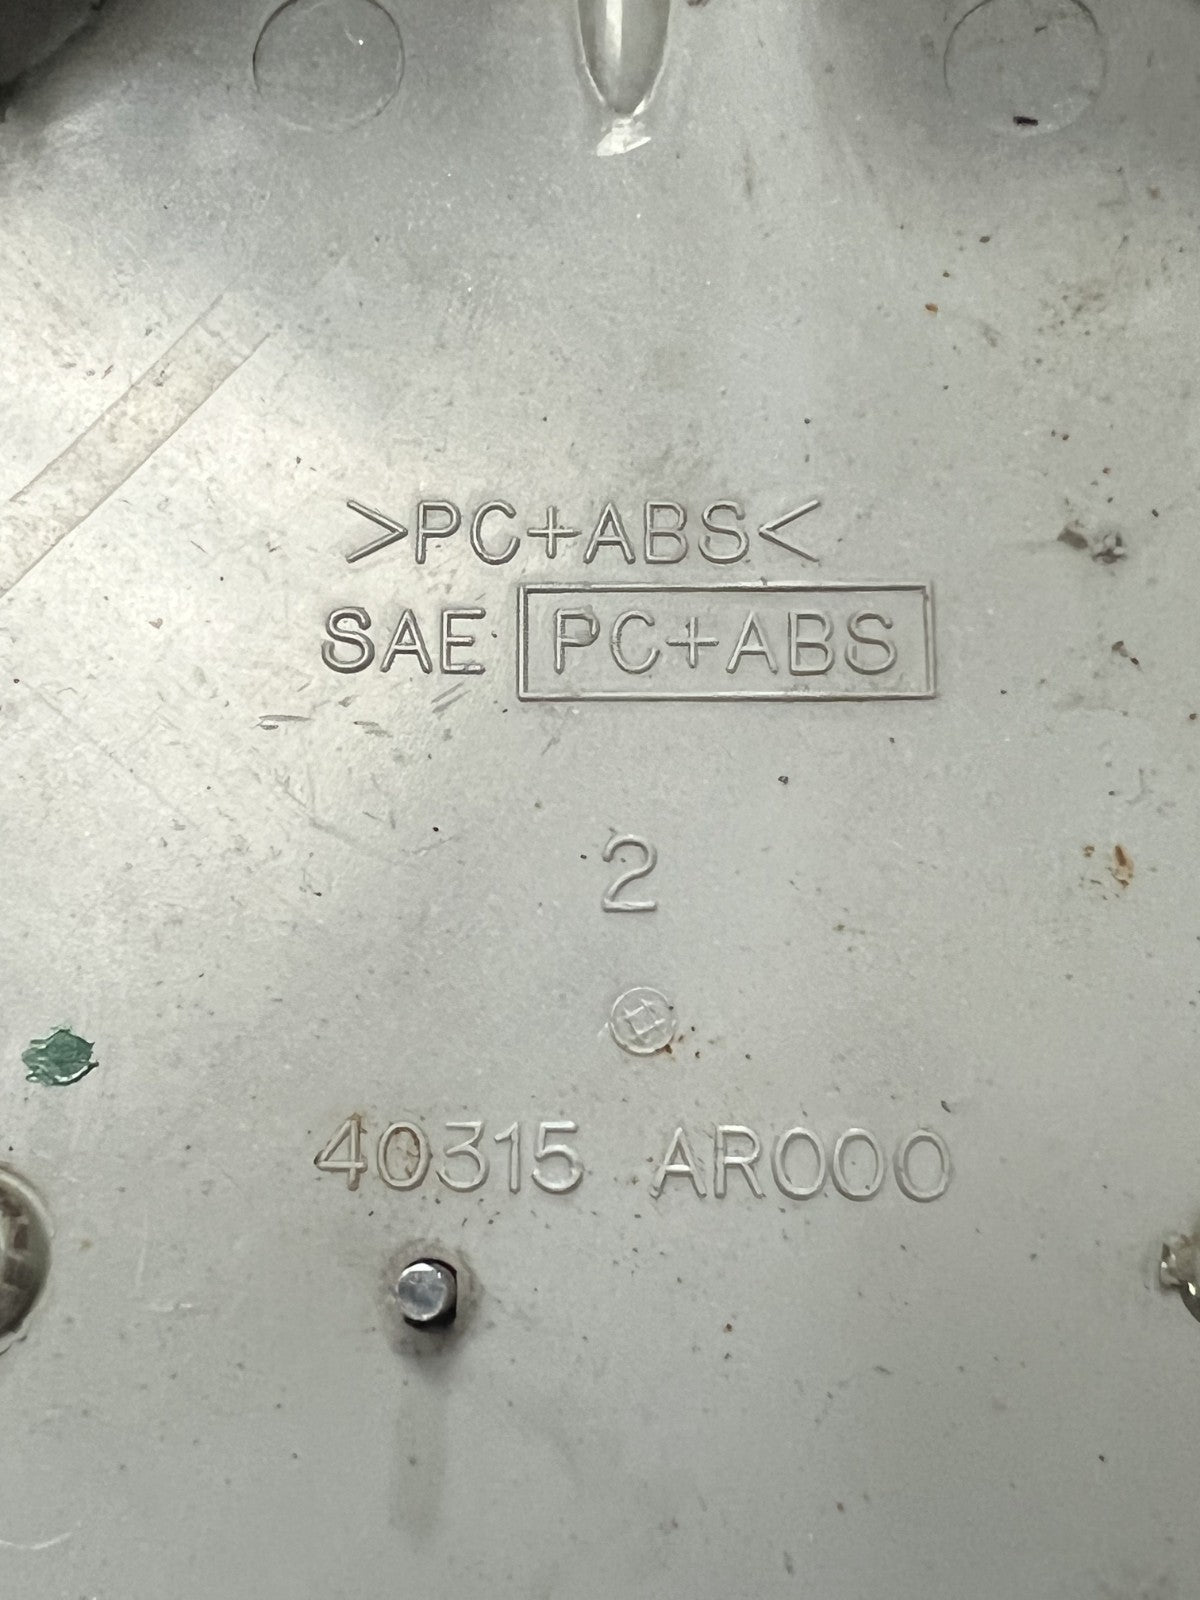 >PC+ABS<
SAE PC+ABS
2
40315 AR000